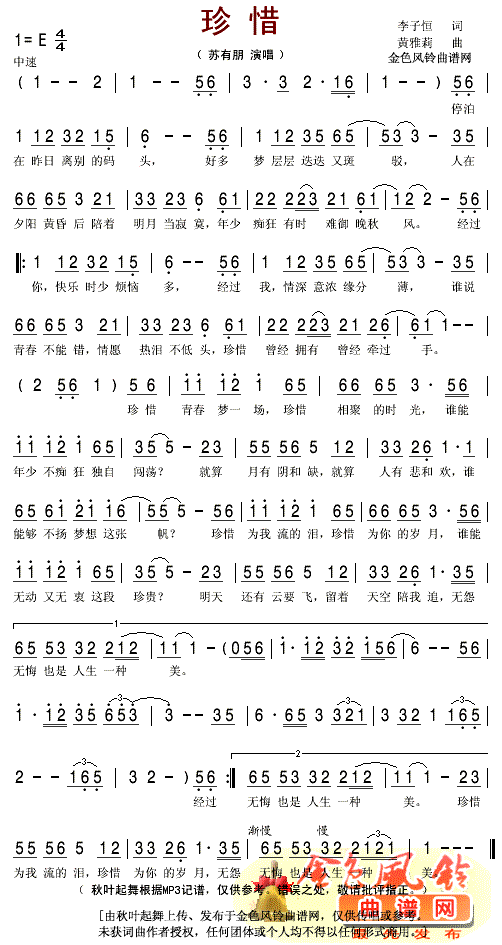 珍惜
1=E 4/4
（苏有朋 演唱）
李子恒 词
黄雅莉 曲
中速
金色风铃曲谱网
( 1 - - 2 | 1 - - 56 | 3 · 3 2 · 16 | 1 - - ) 56 |
停泊
1 12 32 15 | 6 - - 56 | 12 33 35 65 | 53 3 - 35 |
在 昨日 离别 的码 头， 好多 梦 层层 迭迭 又斑 驳， 人在
66 65 3 21 | 33 23 6 61 | 22 223 21 61 | 12 2 - 56 |
夕阳 黄昏 后 陪着 明月 当寂 寞，年少 痴狂 有时 难御 晚秋 风。 经过
1 12 32 15 | 6 - - 56 | 1 12 35 65 | 53 3 - 35 |
你，快乐 时少 烦恼 多， 经过 我，情深 意浓 缘分 薄， 谁说
66 65 3 21 | 33 23 6 61 | 22 223 21 26 | 61 1 - - |
青春 不能 错，情愿 热泪 不低 头，珍惜 曾经 拥有 曾经 牵过 手。
( 2 56 1 ) 56 | 11 12 1 65 | 66 65 3 · 56 |
珍惜 青春 梦一 场，珍惜 相聚 的时 光，谁能
11 12 16 65 | 35 5 - 23 | 55 56 5 12 | 33 26 1 · 1 |
年少 不痴 狂 独自 闯荡？ 就算 月有 阴和 缺，就算 人有 悲和 欢，谁
65 61 21 16 | 55 5 - 56 | 11 12 1 65 | 66 65 3 · 56 |
能够 不扬 梦想 这张 帆？ 珍惜 为我 流的 泪，珍惜 为你 的岁 月，谁能
11 12 1 65 | 35 5 - 23 | 55 56 5 12 | 33 26 1 · 35 |
无动 又无 衷 这段 珍贵？ 明天 还有 云要 飞，留着 天空 陪我 追，无怨
1
65 53 32 212 | 11 1 - (056 | 1 · 12 32 156 | 12 2 - 56 |
无悔 也是 人生 一种 美。
1 · 12 35 653 | 3 - - 35 | 6 · 65 35 321 | 33 2 - 165 |
2 - - 165 | 3 2 - ) 56 :|
2
65 53 32 212 | 11 1 - 23 |
经过 无悔 也是 人生 一种 美。 珍惜
渐慢 慢
55 56 5 12 | 33 26 1 · 35 | 65 53 32 2121 | 1 - - - ‖
为我 流的 泪，珍惜 为你 的岁 月，无怨 无悔 也是 人生 一种 美。
（秋叶起舞根据MP3记谱，仅供参考。错误之处，敬请批评指正。）
金色风铃
曲谱网
[由秋叶起舞上传、发布于金色风铃曲谱网，仅供传唱或参考。
未获词曲作者授权，任何团体或个人均不得以任何形式商用。]